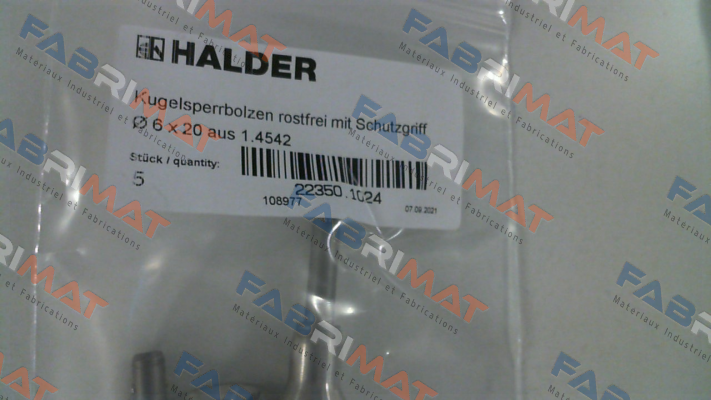 HALDER
Kugelsperrbolzen rostfrei mit Schutzgriff
Ø 6 x 20 aus 1.4542
Stück / quantity:
5
22350.1024
108977
07.09.2021
FABRIMAT
Materiaux Industriel et Fabrications